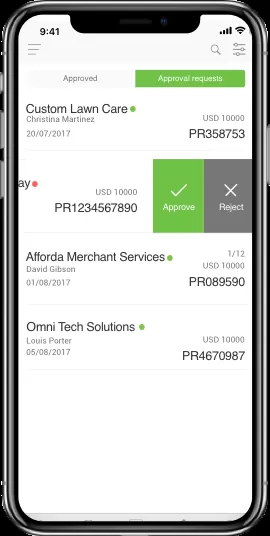 9:41
Approved
Approval requests
Custom Lawn Care
Christina Martinez
USD 10000
20/07/2017
PR358753
ay
USD 10000
PR1234567890
Approve
Reject
Afforda Merchant Services
1/12
David Gibson
USD 10000
01/08/2017
PR089590
Omni Tech Solutions
Louis Porter
USD 10000
05/08/2017
PR4670987